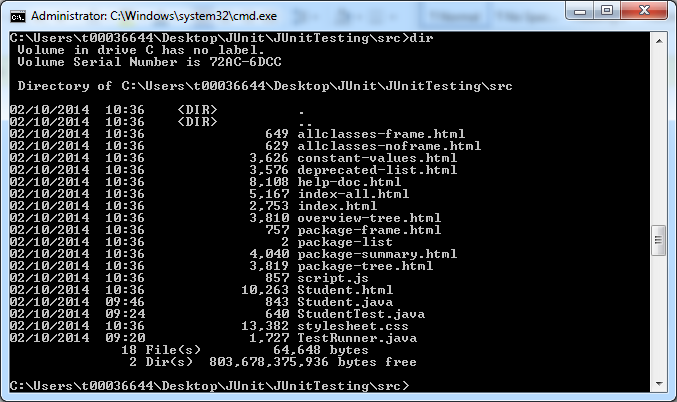 Administrator: C:\Windows\system32\cmd.exe
C:\Users\t00036644\Desktop\JUnit\JUnitTesting\src>dir
Volume in drive C has no label.
Volume Serial Number is 72AC-6DCC
Directory of C:\Users\t00036644\Desktop\JUnit\JUnitTesting\src
02/10/2014  10:36    <DIR>          .
02/10/2014  10:36    <DIR>          ..
02/10/2014  10:36               649 allclasses-frame.html
02/10/2014  10:36               629 allclasses-noframe.html
02/10/2014  10:36             3,626 constant-values.html
02/10/2014  10:36             3,576 deprecated-list.html
02/10/2014  10:36             8,108 help-doc.html
02/10/2014  10:36             5,167 index-all.html
02/10/2014  10:36             2,753 index.html
02/10/2014  10:36             3,810 overview-tree.html
02/10/2014  10:36               757 package-frame.html
02/10/2014  10:36                 2 package-list
02/10/2014  10:36             4,040 package-summary.html
02/10/2014  10:36             3,819 package-tree.html
02/10/2014  10:36               857 script.js
02/10/2014  10:36            10,263 Student.html
02/10/2014  09:46               843 Student.java
02/10/2014  09:24               640 StudentTest.java
02/10/2014  10:36            13,382 stylesheet.css
02/10/2014  09:20             1,727 TestRunner.java
18 File(s)         64,648 bytes
2 Dir(s)  803,678,375,936 bytes free
C:\Users\t00036644\Desktop\JUnit\JUnitTesting\src>